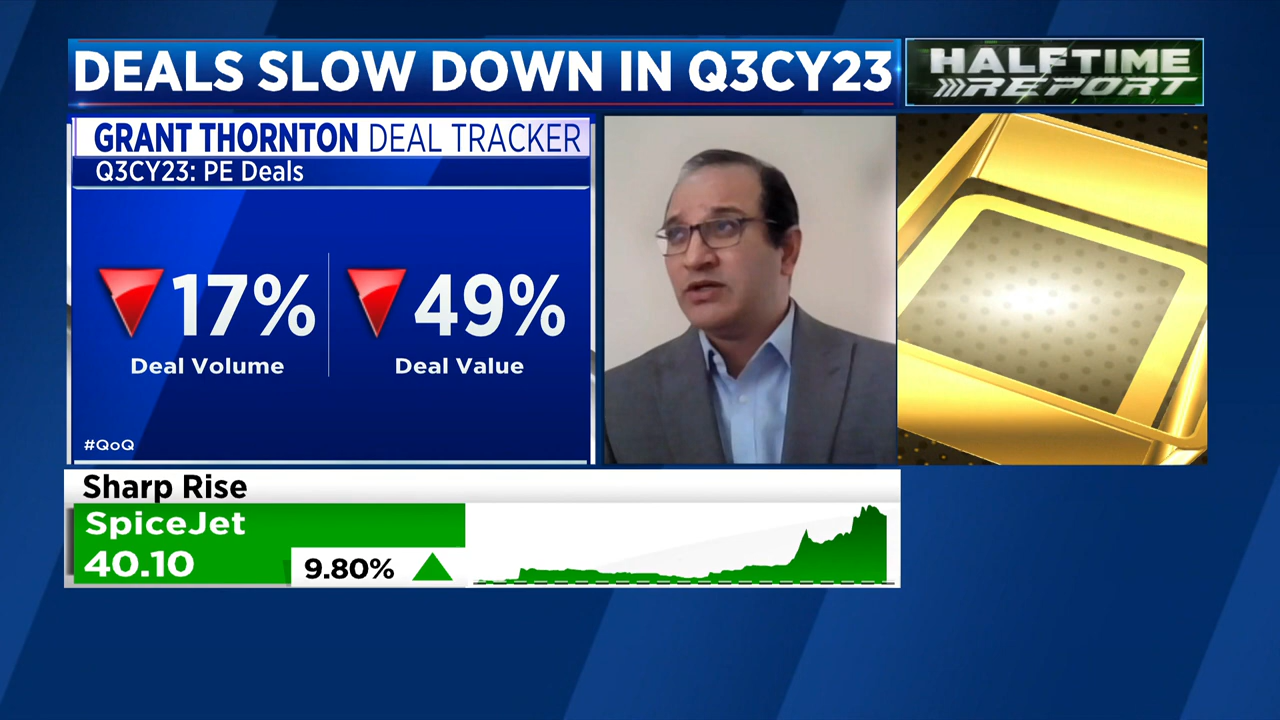 DEALS SLOW DOWN IN Q3CY23
HALFTIME
REPORT
GRANT THORNTON DEAL TRACKER
Q3CY23: PE Deals
17%
Deal Volume
49%
Deal Value
#QoQ
Sharp Rise
SpiceJet
40.10
9.80%